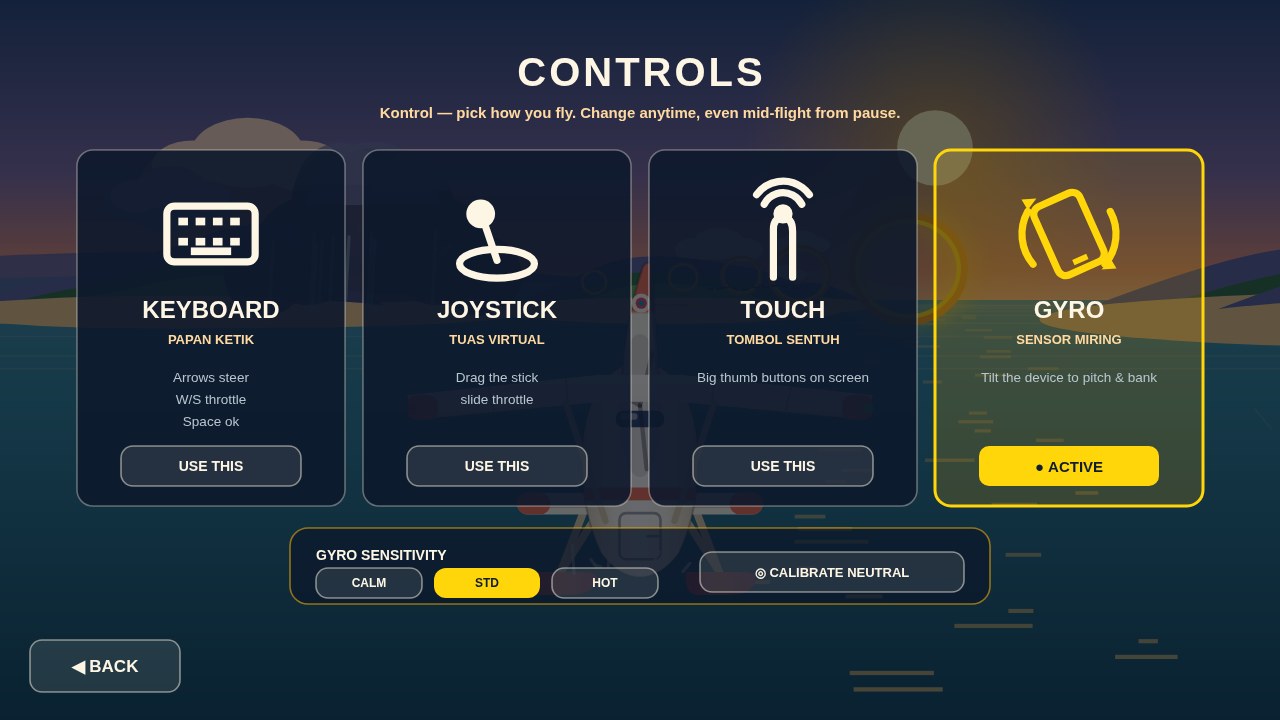 CONTROLS
Kontrol — pick how you fly. Change anytime, even mid-flight from pause.
KEYBOARD
PAPAN KETIK
Arrows steer
W/S throttle
Space ok
USE THIS
JOYSTICK
TUAS VIRTUAL
Drag the stick
slide throttle
USE THIS
TOUCH
TOMBOL SENTUH
Big thumb buttons on screen
USE THIS
GYRO
SENSOR MIRING
Tilt the device to pitch & bank
● ACTIVE
GYRO SENSITIVITY
CALM
STD
HOT
◎ CALIBRATE NEUTRAL
◀ BACK